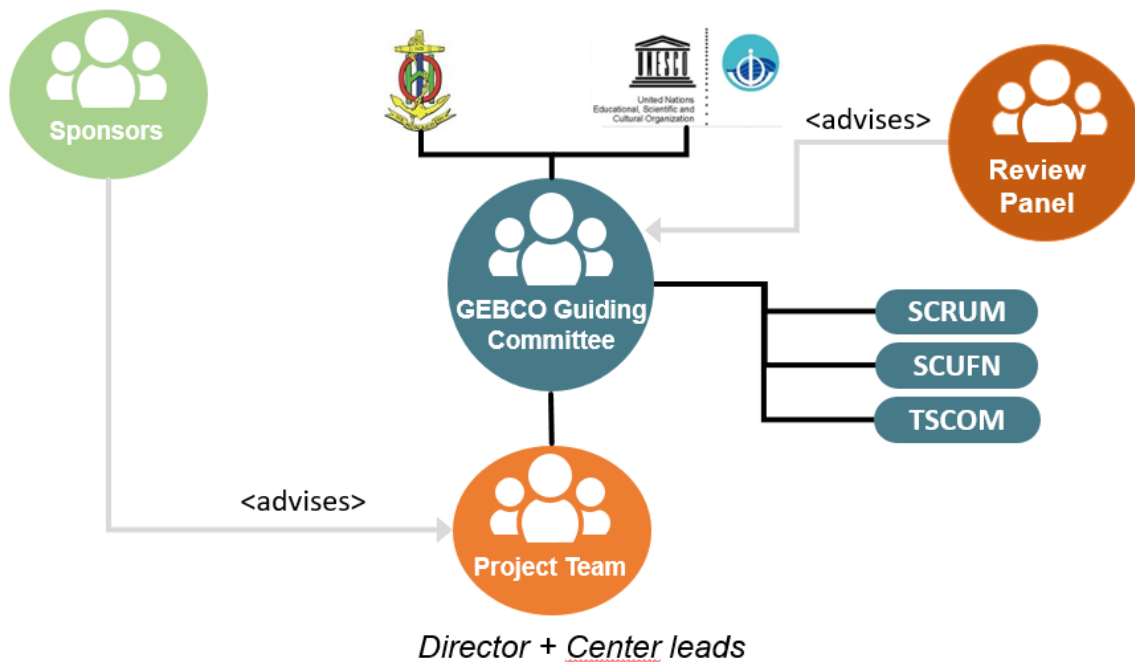 Sponsors
UNESCO
United Nations
Educational, Scientific and
Cultural Organization
<advises>
Review
Panel
GEBCO Guiding
Committee
SCRUM
SCUFN
TSCOM
<advises>
Project Team
Director + Center leads